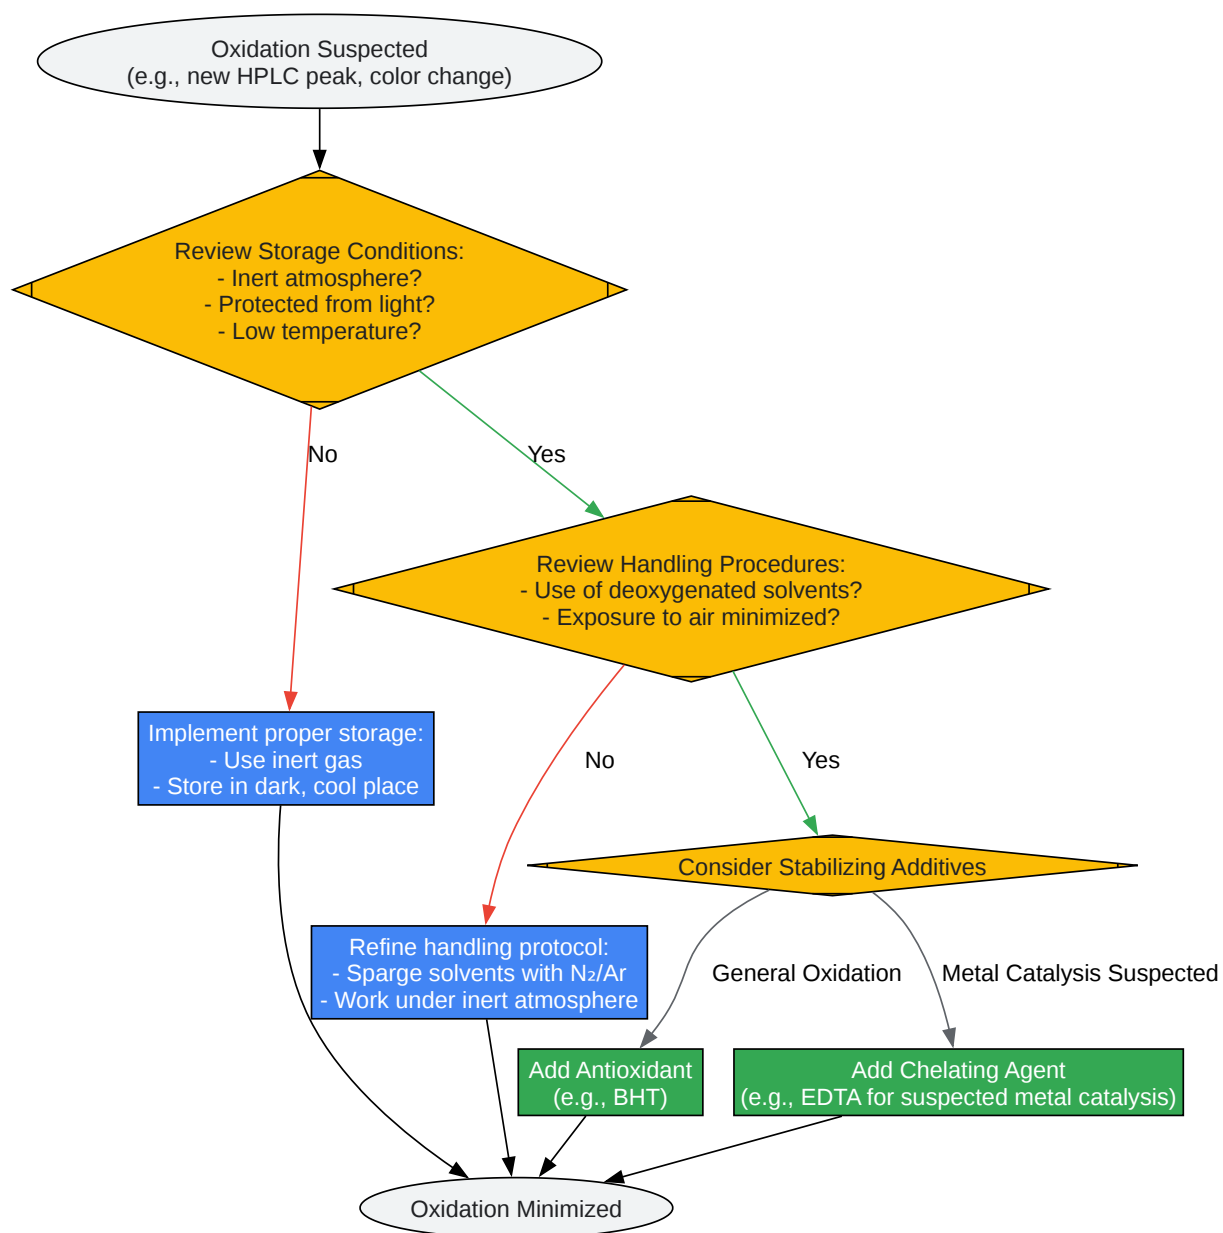 Oxidation Suspected
(e.g., new HPLC peak, color change)
Review Storage Conditions:
- Inert atmosphere?
- Protected from light?
- Low temperature?
No
Yes
Review Handling Procedures:
- Use of deoxygenated solvents?
- Exposure to air minimized?
Implement proper storage:
- Use inert gas
- Store in dark, cool place
No
Yes
Consider Stabilizing Additives
Refine handling protocol:
- Sparge solvents with N₂/Ar
- Work under inert atmosphere
General Oxidation
Metal Catalysis Suspected
Add Antioxidant
(e.g., BHT)
Add Chelating Agent
(e.g., EDTA for suspected metal catalysis)
Oxidation Minimized